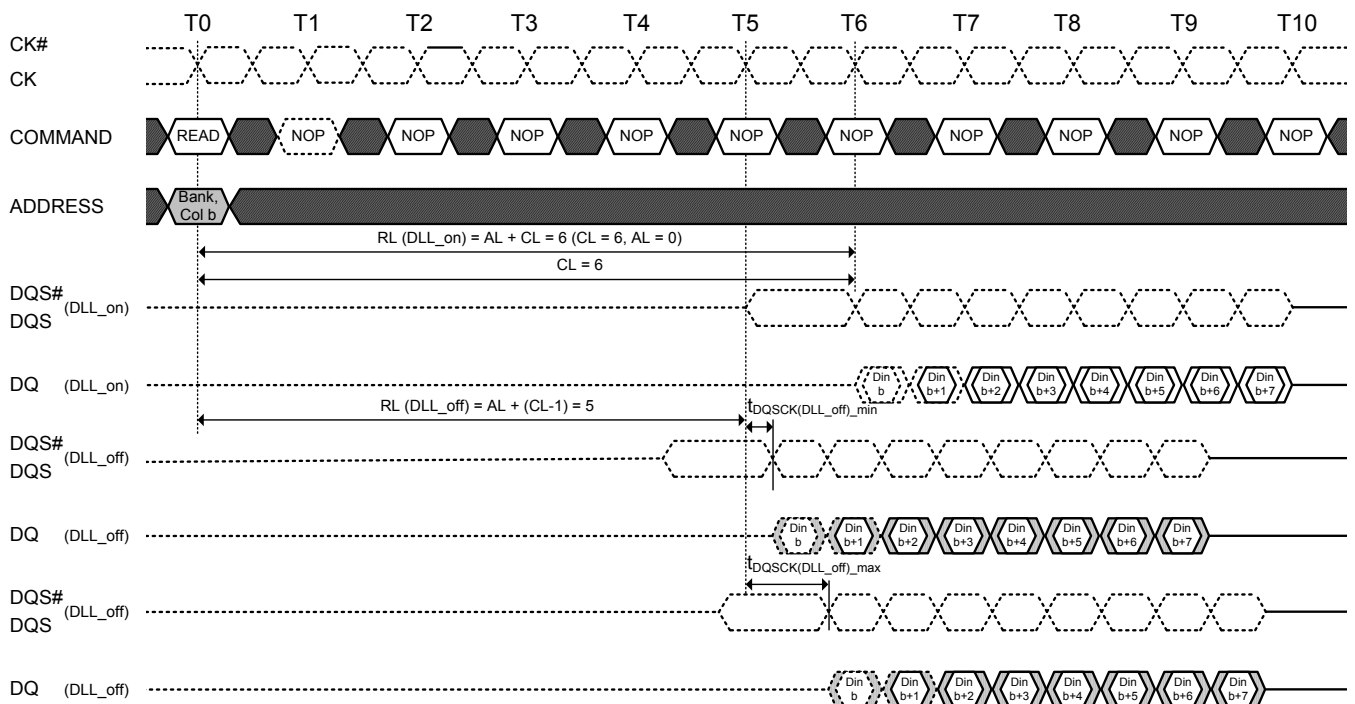 T0 T1 T2 T3 T4 T5 T6 T7 T8 T9 T10
CK#
CK
COMMAND READ NOP NOP NOP NOP NOP NOP NOP NOP NOP NOP
ADDRESS
Bank,
Col b
RL (DLL_on) = AL + CL = 6 (CL = 6, AL = 0)
CL = 6
DQS# (DLL_on)
DQS
DQ (DLL_on)
Din b Din b+1 Din b+2 Din b+3 Din b+4 Din b+5 Din b+6 Din b+7
RL (DLL_off) = AL + (CL-1) = 5
tDQSCK(DLL_off)_min
DQS# (DLL_off)
DQS
DQ (DLL_off)
Din b Din b+1 Din b+2 Din b+3 Din b+4 Din b+5 Din b+6 Din b+7
tDQSCK(DLL_off)_max
DQS# (DLL_off)
DQS
DQ (DLL_off)
Din b Din b+1 Din b+2 Din b+3 Din b+4 Din b+5 Din b+6 Din b+7